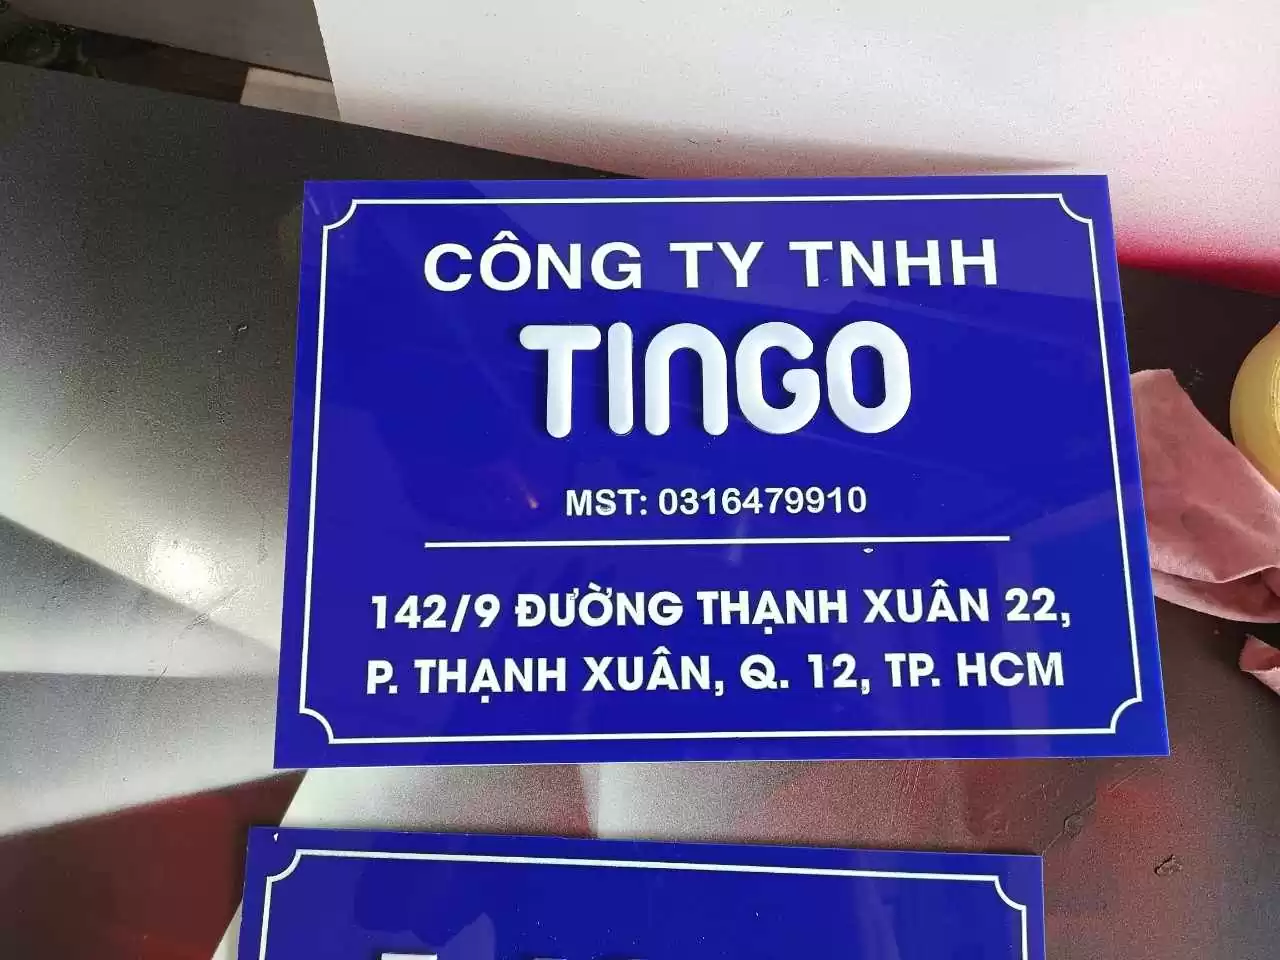 CÔNG TY TNHH
TINGO
MST: 0316479910
142/9 ĐƯỜNG THẠNH XUÂN 22,
P. THẠNH XUÂN, Q. 12, TP. HCM